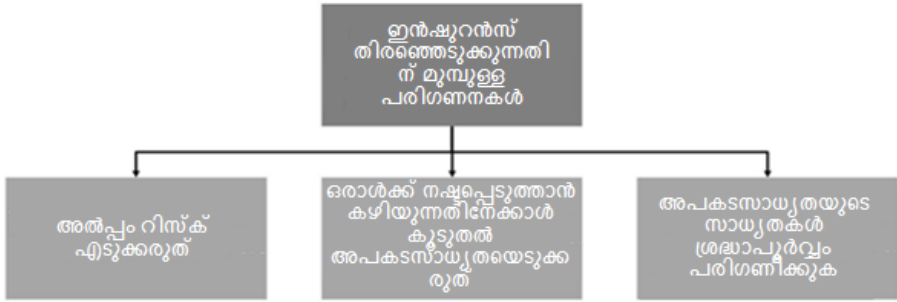 ഇൻഷുറൻസ്
തിരഞ്ഞെടുക്കുന്നതി
ന് മുമ്പുള്ള
പരിഗണനകൾ
അൽപ്പം റിസ്ക്
എടുക്കരുത്
ഒരാൾക്ക് നഷ്ടപ്പെടുത്താൻ
കഴിയുന്നതിനേക്കാൾ
കൂടുതൽ
അപകടസാധ്യതയെടുക്ക
രുത്
അപകടസാധ്യതയുടെ
സാധ്യതകൾ
ശ്രദ്ധാപൂർവ്വം
പരിഗണിക്കുക